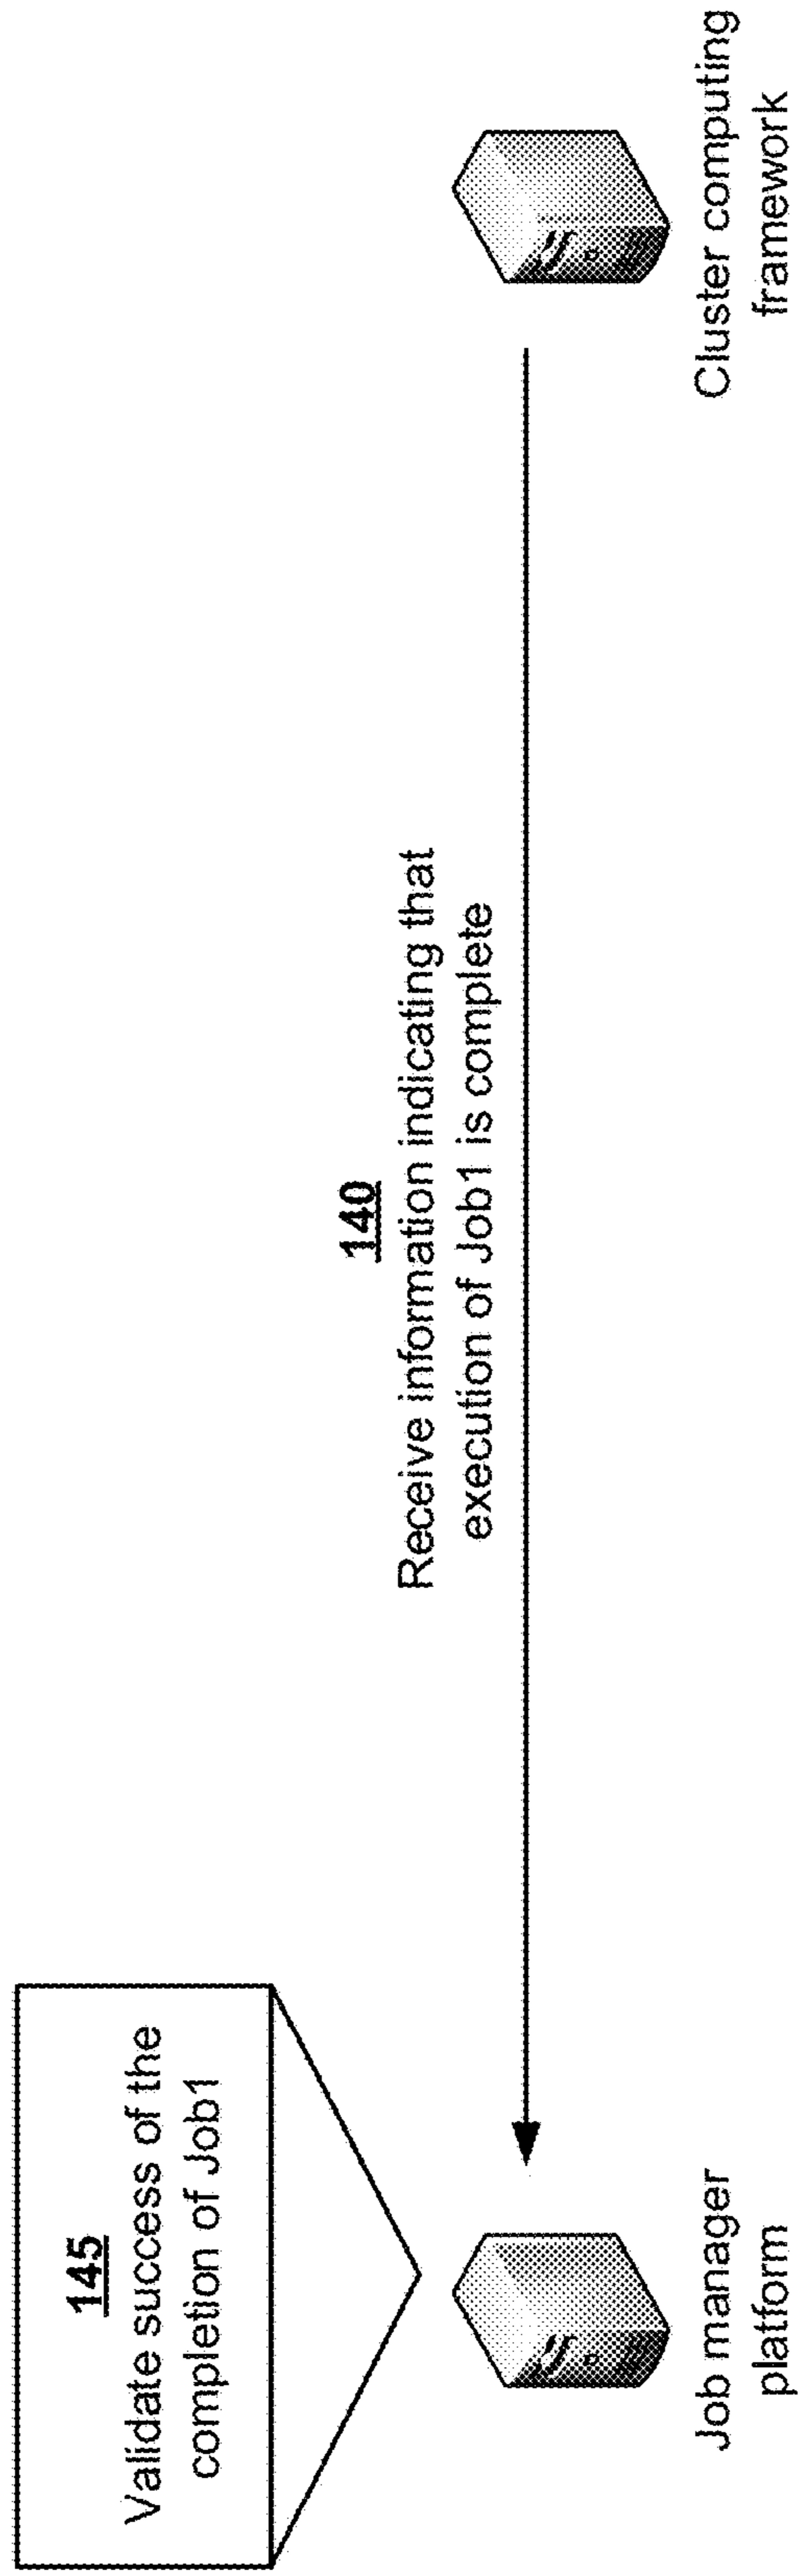 145
Validate success of the
completion of Job1
140
Receive information indicating that
execution of Job1 is complete
Job manager
platform
Cluster computing
framework